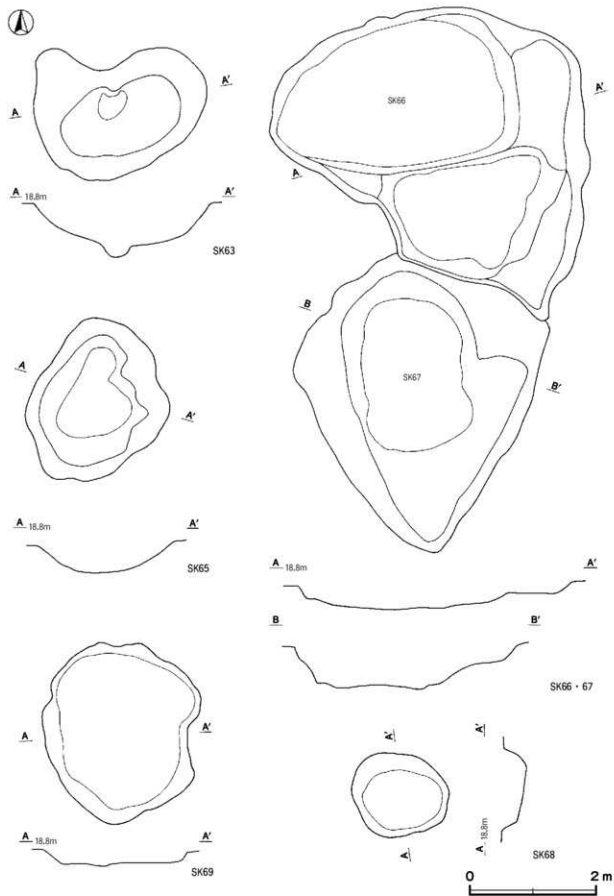 A
A'
A 18.8m
A'
SK63
A
A'
A 18.8m
A'
SK65
A
A'
A 18.8m
A'
SK69
SK66
A
A'
B
SK67
B'
A 18.8m
A'
B
B'
SK66・67
A'
A
A'
A 18.8m
SK68
0
2 m